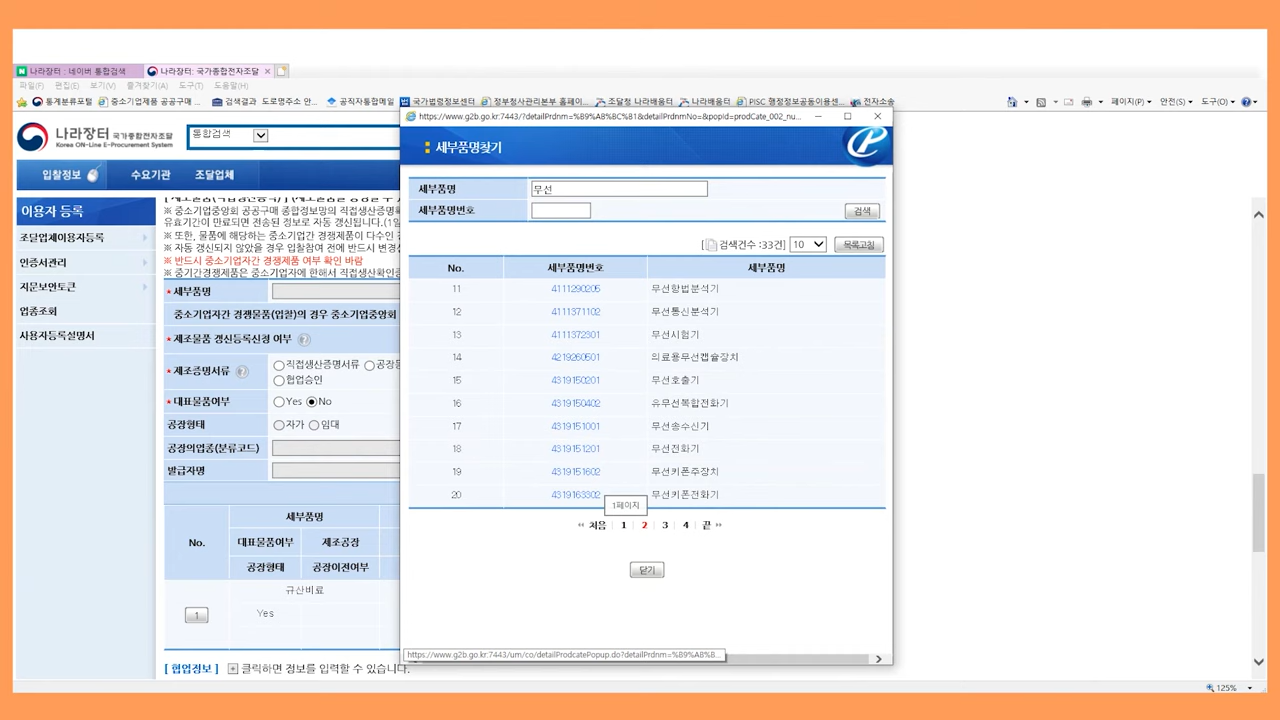 나라장터 : 네이버 통합검색
나라장터: 국가종합전자조달
파일(F) 편집(E) 보기(V) 즐겨찾기(A) 도구(T) 도움말(H)
통계분류포털 중소기업제품 공공구매 ... 검색결과 도로명주소 안... 공직자통합메일 국가법령정보센터 정부청사관리본부 홈페이... 조달청 나라배움터 나라배움터 PISC 행정정보공동이용센... 전자소송
페이지(P) 안전(S) 도구(O)
https://www.g2b.go.kr:7443/?detailPrdnm=%B9%AB%BC%B1&detailPrdnmNo=&popId=prodCate_002_nu...
나라장터 국가종합전자조달
Korea ON-Line E-Procurement System
통합검색
입찰정보 수요기관 조달업체
이용자 등록
조달업체이용자등록
인증서관리
지문보안토큰
업종조회
사용자등록설명서
※ 중소기업중앙회 공공구매 종합정보망의 직접생산증명확
유효기간이 만료되면 전송된 정보로 자동 갱신됩니다.(1일
※ 또한, 물품에 해당하는 중소기업간 경쟁제품이 다수인 경
※ 자동 갱신되지 않았을 경우 입찰참여 전에 반드시 변경신
※ 반드시 중소기업자간 경쟁제품 여부 확인 바람
※ 중기간경쟁제품은 중소기업자에 한해서 직접생산확인증
* 세부품명
중소기업자간 경쟁물품(입찰)의 경우 중소기업중앙회
* 제조물품 갱신등록신청 여부
* 제조증명서류
직접생산증명서류 공장등
협업승인
* 대표물품여부 Yes No
공장형태 자가 임대
공장의업종(분류코드)
발급자명
No. 세부품명
대표물품여부 제조공장
공장형태 공장이전여부
규산비료
1 Yes
[ 협업정보 ] + 클릭하면 정보를 입력할 수 있습니다.
세부품명찾기
세부품명 무선
세부품명번호 검색
[ 검색건수 :33건] 10 목록고침
No. 세부품명번호 세부품명
11 4111290205 무선항법분석기
12 4111371102 무선통신분석기
13 4111372301 무선시험기
14 4219260501 의료용무선캡슐장치
15 4319150201 무선호출기
16 4319150402 유무선복합전화기
17 4319151001 무선송수신기
18 4319151201 무선전화기
19 4319151602 무선키폰주장치
20 4319163302 무선키폰전화기
1페이지
처음 1 2 3 4 끝
닫기
https://www.g2b.go.kr:7443/um/co/detailProdcatePopup.do?detailPrdnm=%B9%AB%B...
125%